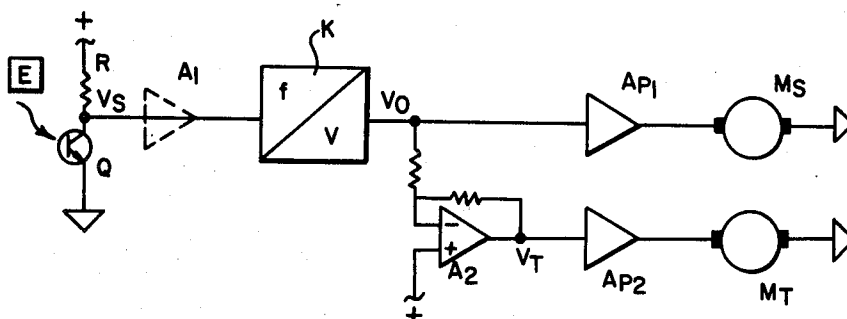 +
R
E
VS
Q
A1
K
f
V
VO
AP1
MS
-
+
A2
VT
+
AP2
MT